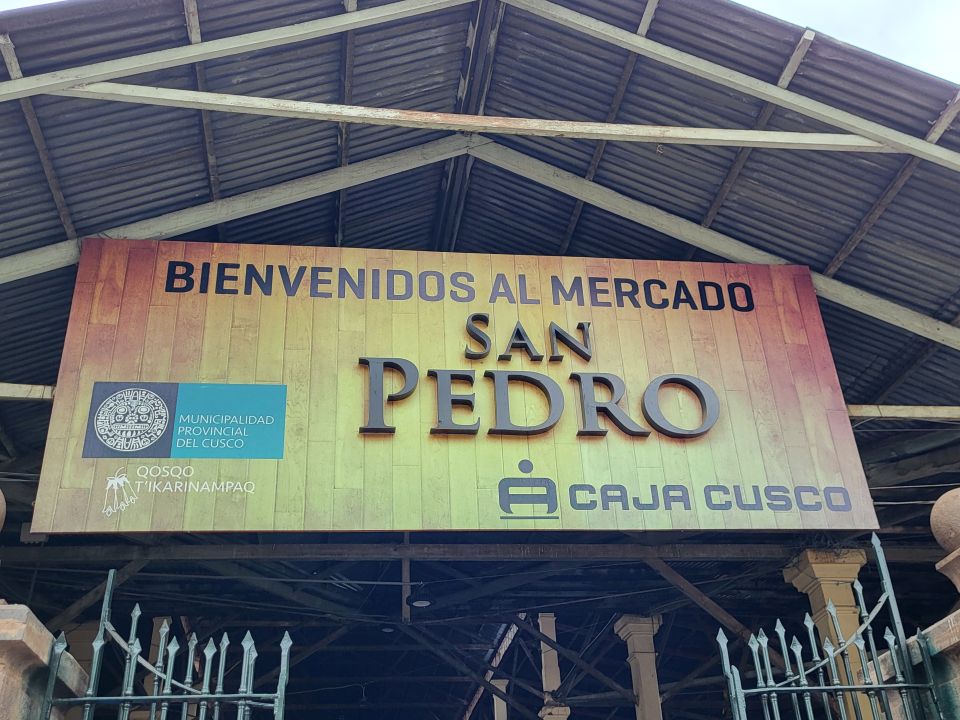 BIENVENIDOS AL MERCADO
SAN
PEDRO
MUNICIPALIDAD
PROVINCIAL
DEL CUSCO
QOSQO
T'IKARINAMPAQ
CAJA CUSCO